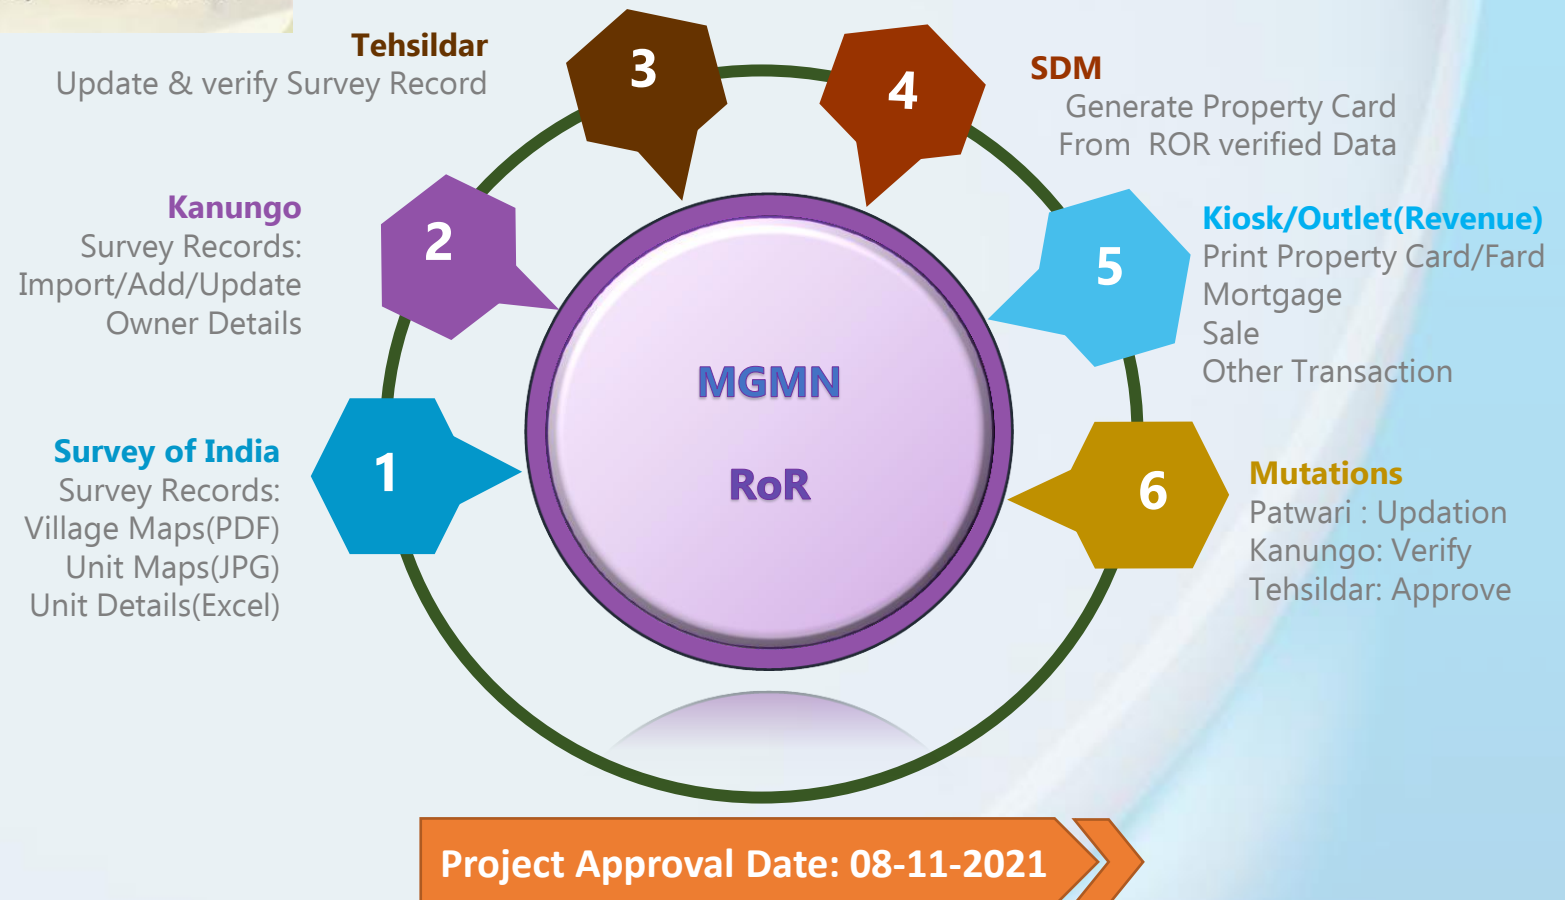 Tehsildar
Update & verify Survey Record
3
4
SDM
Generate Property Card
From ROR verified Data
Kanungo
Survey Records:
Import/Add/Update
Owner Details
2
5
Kiosk/Outlet(Revenue)
Print Property Card/Fard
Mortgage
Sale
Other Transaction
MGMN
RoR
Survey of India
Survey Records:
Village Maps(PDF)
Unit Maps(JPG)
Unit Details(Excel)
1
6
Mutations
Patwari : Updation
Kanungo: Verify
Tehsildar: Approve
Project Approval Date: 08-11-2021